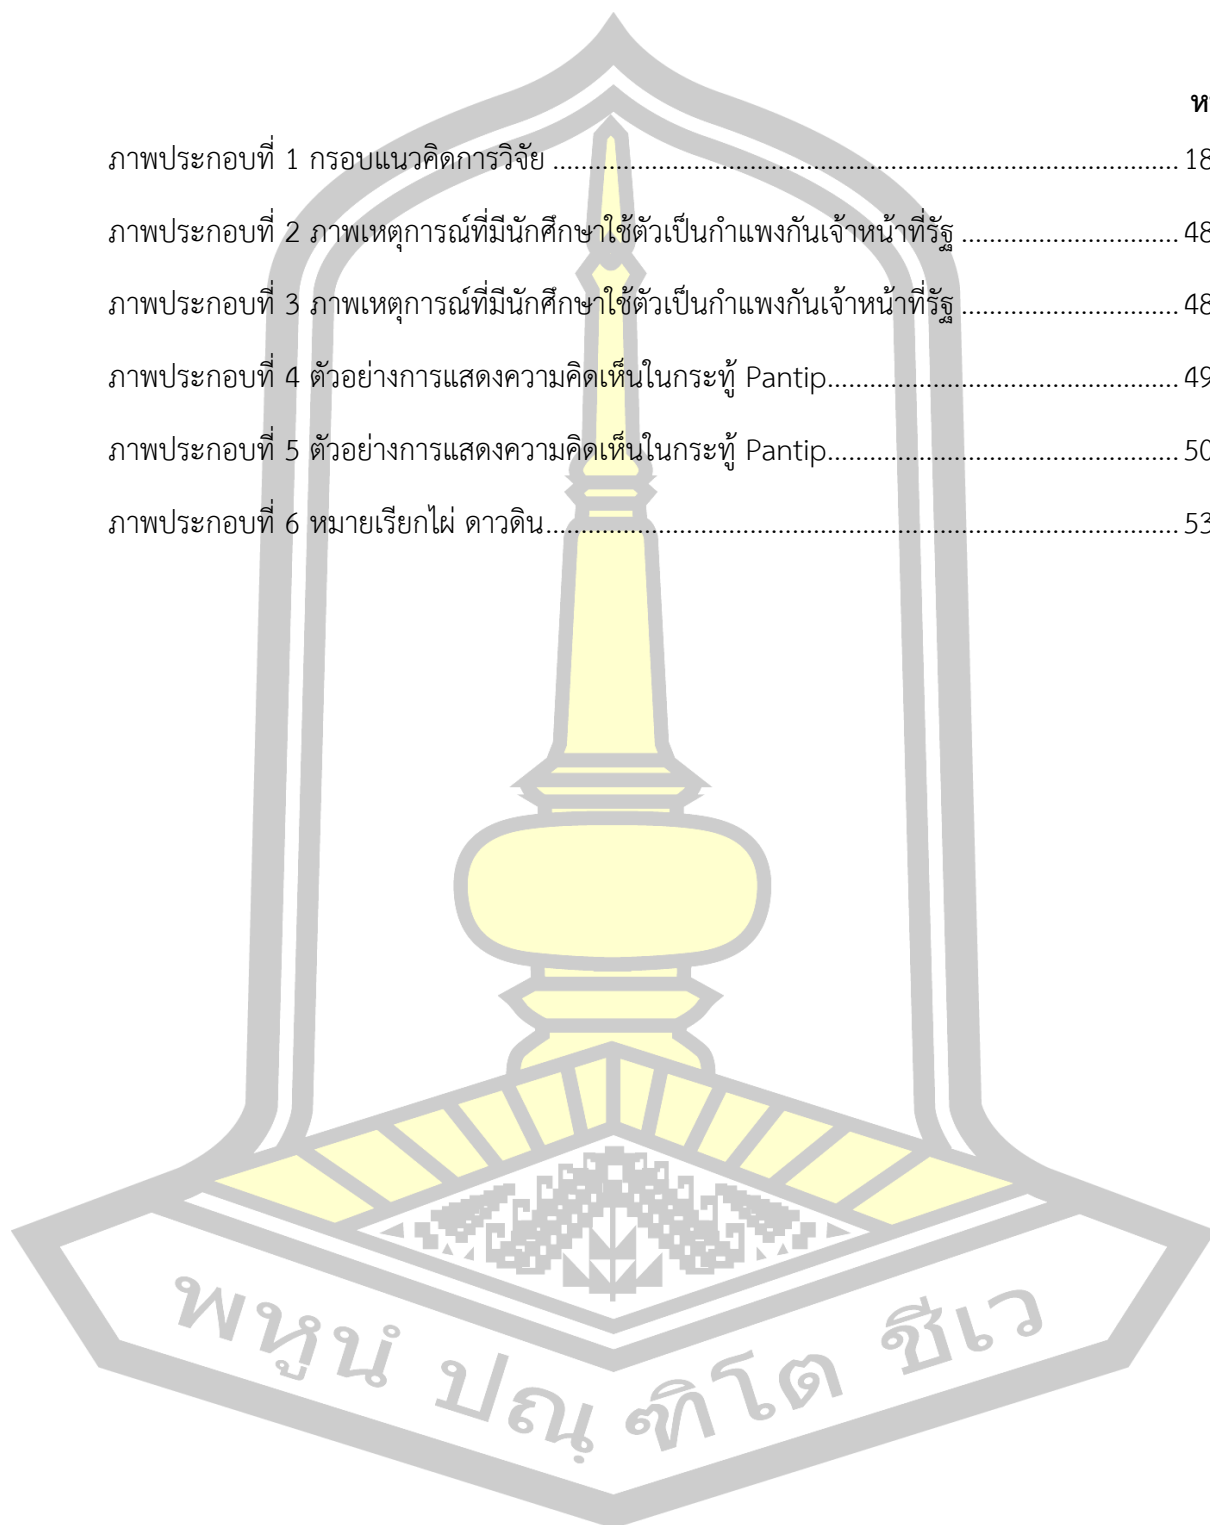 ภาพประกอบที่ 1 กรอบแนวคิดการวิจัย ........................................................................................ 18
ภาพประกอบที่ 2 ภาพเหตุการณ์ที่มีนักศึกษาใช้ตัวเป็นกำแพงกันเจ้าหน้าที่รัฐ .............................. 48
ภาพประกอบที่ 3 ภาพเหตุการณ์ที่มีนักศึกษาใช้ตัวเป็นกำแพงกันเจ้าหน้าที่รัฐ .............................. 48
ภาพประกอบที่ 4 ตัวอย่างการแสดงความคิดเห็นในกระทู้ Pantip................................................. 49
ภาพประกอบที่ 5 ตัวอย่างการแสดงความคิดเห็นในกระทู้ Pantip................................................. 50
ภาพประกอบที่ 6 หมายเรียกไผ่ ดาวดิน......................................................................................... 53
พหูนํ ปณฺฑิโต ชีเว